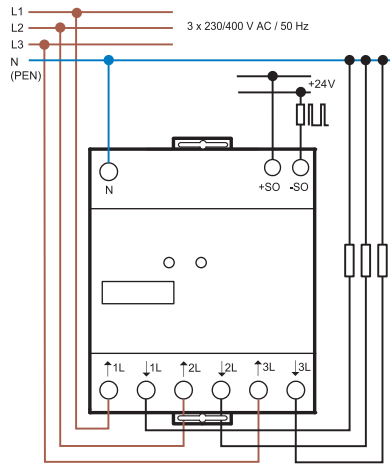 L1
L2 3 x 230/400 V AC / 50 Hz
L3
N
(PEN)
+24V
N +SO -SO
↑1L ↓1L ↑2L ↓2L ↑3L ↓3L